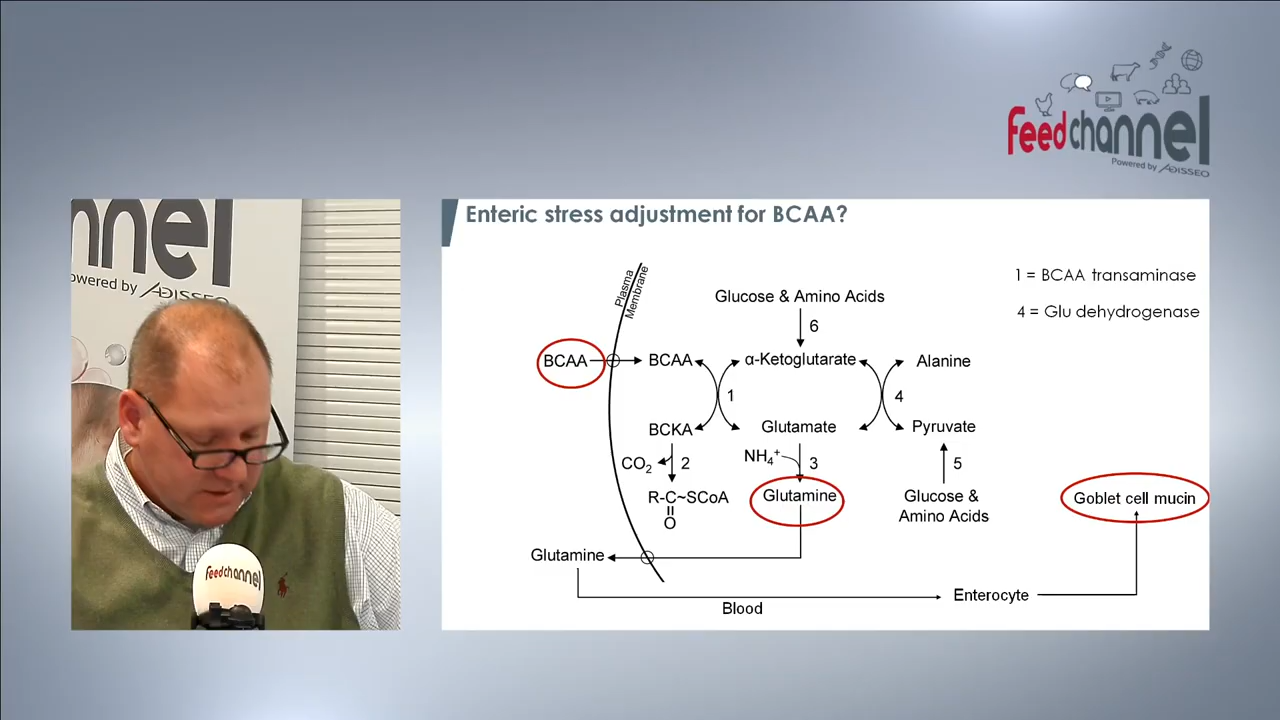 feedchannel
Powered by ADISSEO
nnel
owered by ADISSEO
feedchannel
Enteric stress adjustment for BCAA?
1 = BCAA transaminase
4 = Glu dehydrogenase
Plasma
Membrane
Glucose & Amino Acids
6
BCAA
BCAA
α-Ketoglutarate
Alanine
1
4
BCKA
Glutamate
Pyruvate
CO2
2
NH4+
3
5
R-C~SCoA
O
Glutamine
Glucose &
Amino Acids
Goblet cell mucin
Glutamine
Blood
Enterocyte